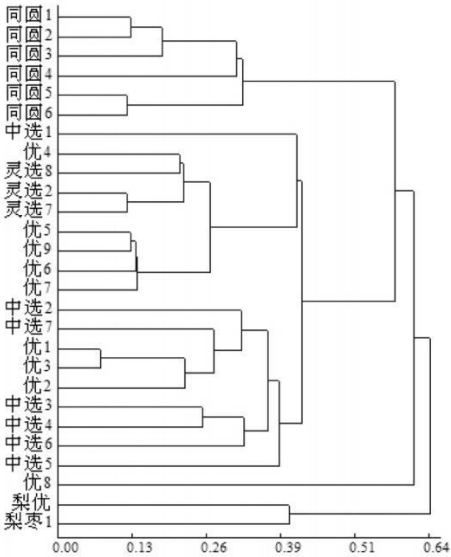 同圆1
同圆2
同圆3
同圆4
同圆5
同圆6
中选1
优4
灵选8
灵选2
灵选7
优5
优9
优6
优7
中选2
中选7
优1
优3
优2
中选3
中选4
中选6
中选5
优8
梨优
梨枣1
0.00 0.13 0.26 0.39 0.51 0.64